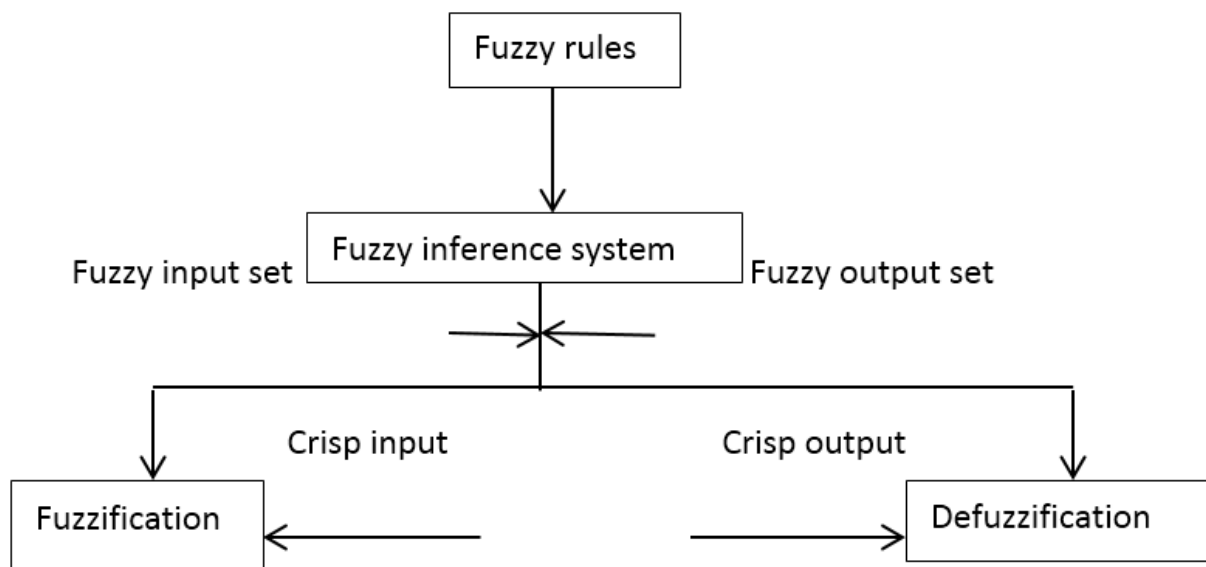 Fuzzy rules
Fuzzy inference system
Fuzzy input set
Fuzzy output set
Crisp input
Crisp output
Fuzzification
Defuzzification